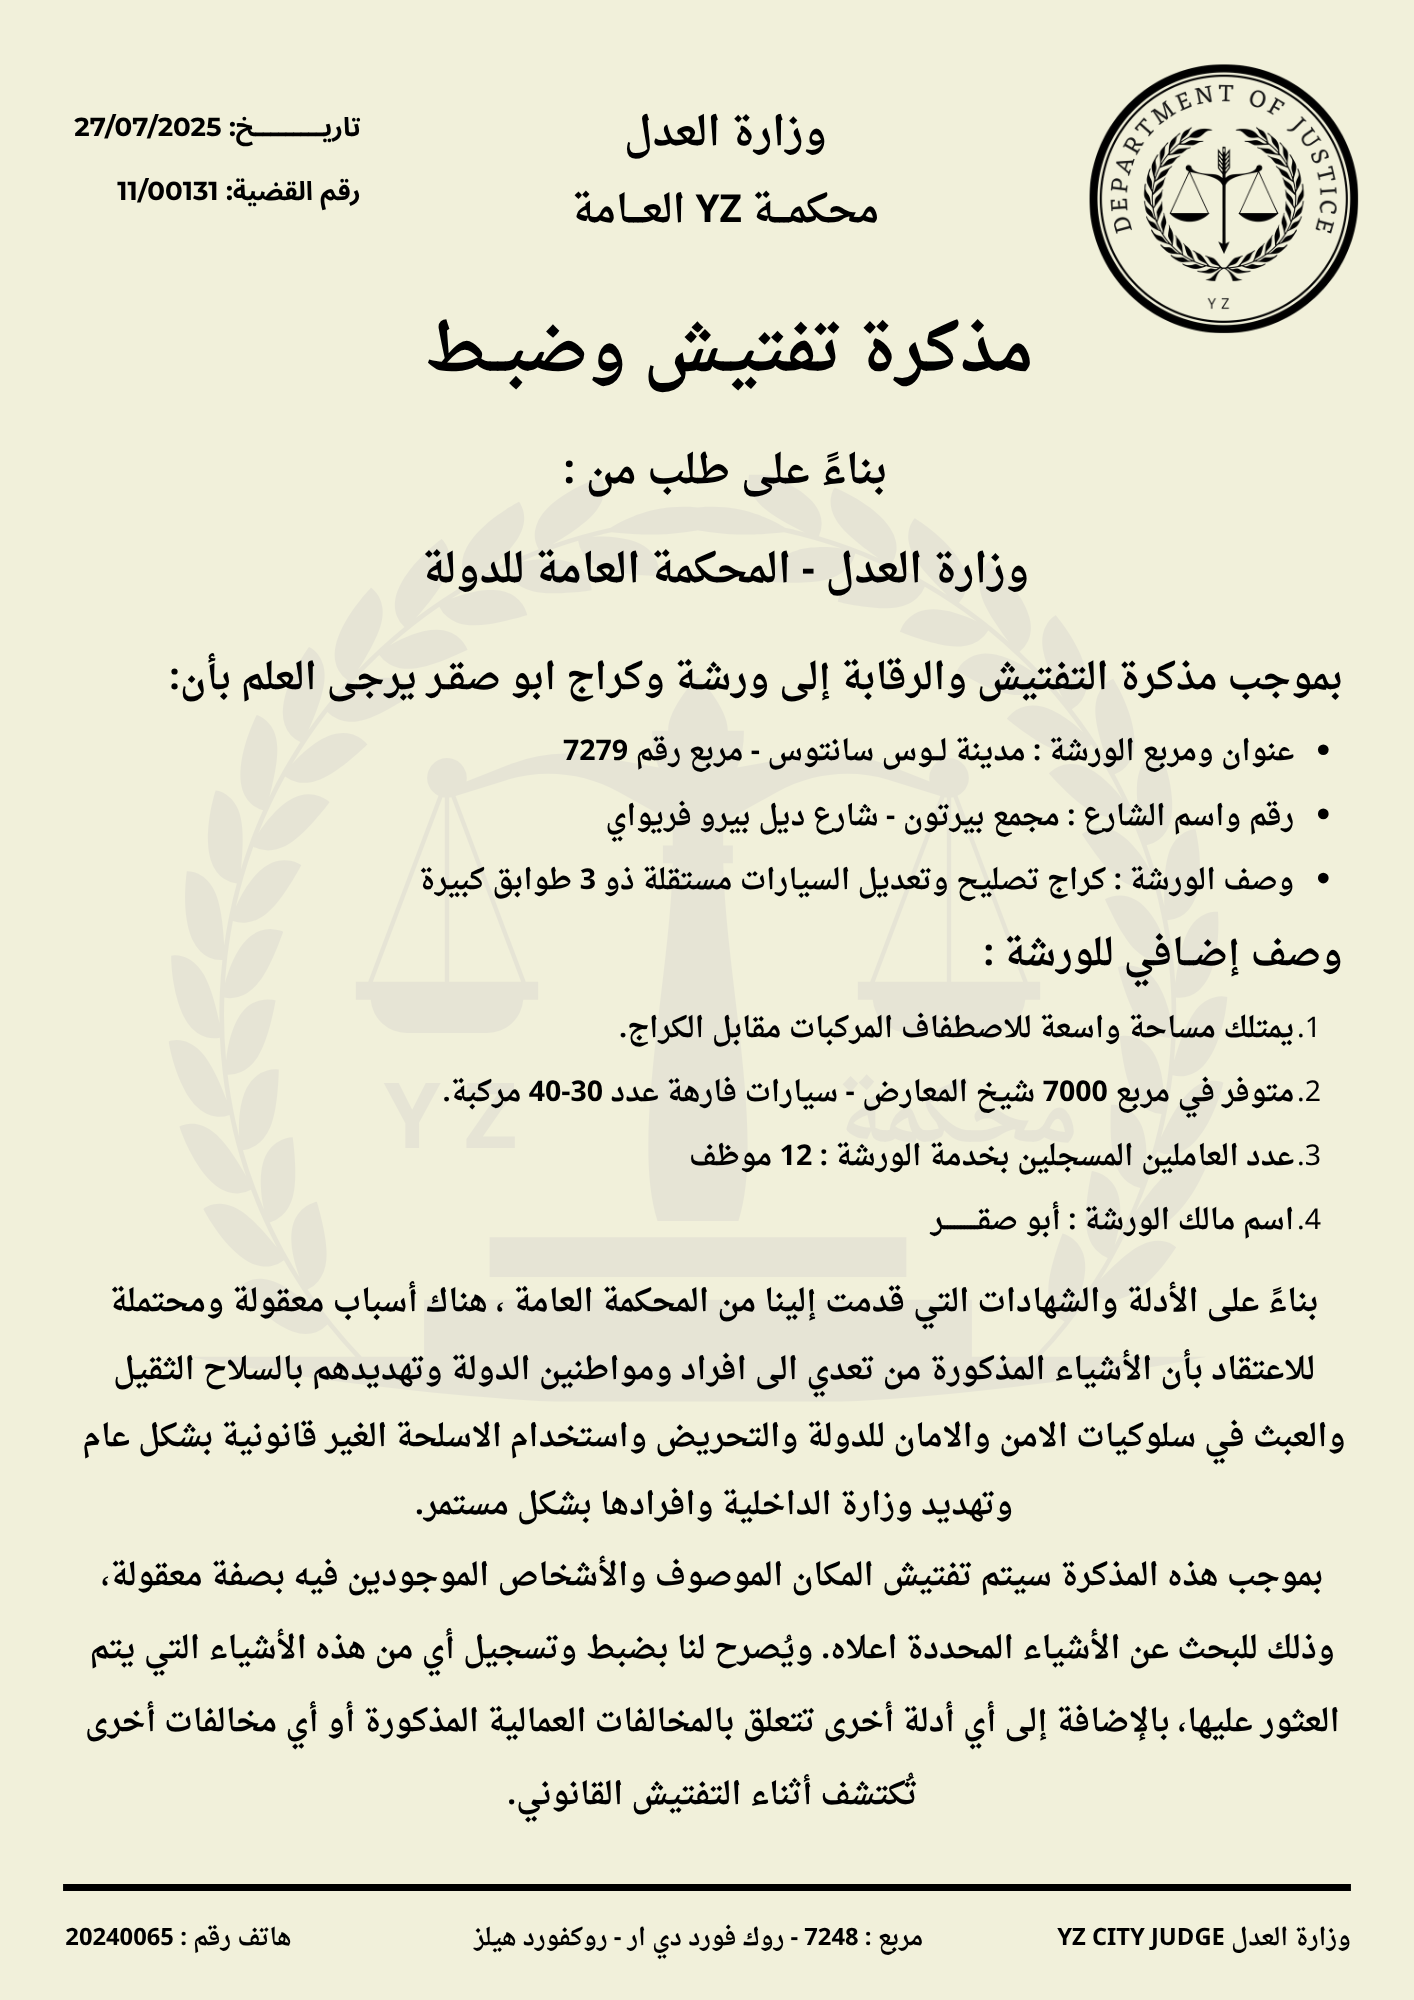 DEPARTMENT OF JUSTICE
YZ
وزارة العدل
محكمـة YZ العـامة
تاريـــــــــخ: 27/07/2025
رقم القضية: 11/00131
مذكرة تفتيـش وضبـط
بناءً على طلب من :
وزارة العدل - المحكمة العامة للدولة
بموجب مذكرة التفتيش والرقابة إلى ورشة وكراج ابو صقر يرجى العلم بأن:
• عنوان ومربع الورشة : مدينة لـوس سانتوس - مربع رقم 7279
• رقم واسم الشارع : مجمع بيرتون - شارع ديل بيرو فريواي
• وصف الورشة : كراج تصليح وتعديل السيارات مستقلة ذو 3 طوابق كبيرة
وصف إضـافي للورشة :
1. يمتلك مساحة واسعة للاصطفاف المركبات مقابل الكراج.
2. متوفر في مربع 7000 شيخ المعارض - سيارات فارهة عدد 30-40 مركبة.
3. عدد العاملين المسجلين بخدمة الورشة : 12 موظف
4. اسم مالك الورشة : أبو صقــــر
محكمة YZ
بناءً على الأدلة والشهادات التي قدمت إلينا من المحكمة العامة ، هناك أسباب معقولة ومحتملة
للاعتقاد بأن الأشياء المذكورة من تعدي الى افراد ومواطنين الدولة وتهديدهم بالسلاح الثقيل
والعبث في سلوكيات الامن والامان للدولة والتحريض واستخدام الاسلحة الغير قانونية بشكل عام
وتهديد وزارة الداخلية وافرادها بشكل مستمر.
بموجب هذه المذكرة سيتم تفتيش المكان الموصوف والأشخاص الموجودين فيه بصفة معقولة،
وذلك للبحث عن الأشياء المحددة اعلاه. ويُصرح لنا بضبط وتسجيل أي من هذه الأشياء التي يتم
العثور عليها، بالإضافة إلى أي أدلة أخرى تتعلق بالمخالفات العمالية المذكورة أو أي مخالفات أخرى
تُكتشف أثناء التفتيش القانوني.
وزارة العدل YZ CITY JUDGE
مربع : 7248 - روك فورد دي ار - روكفورد هيلز
هاتف رقم : 20240065